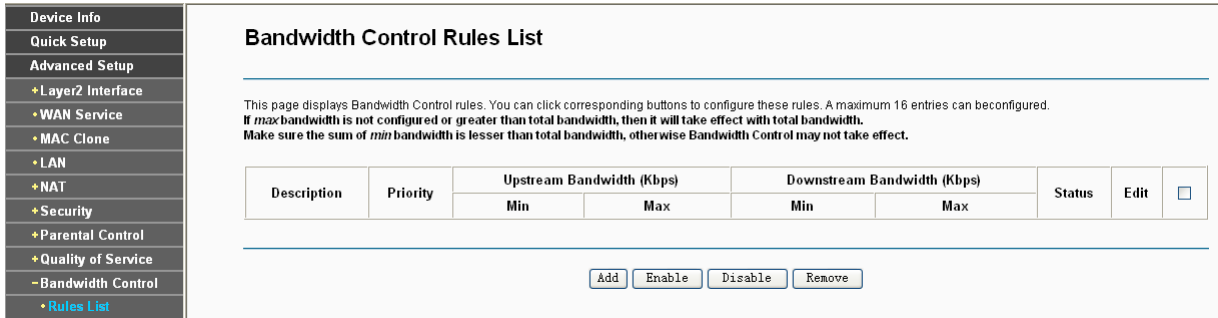 Device Info
Quick Setup
Advanced Setup
+Layer2 Interface
•WAN Service
•MAC Clone
•LAN
+NAT
+Security
+Parental Control
+Quality of Service
−Bandwidth Control
•Rules List
Bandwidth Control Rules List
This page displays Bandwidth Control rules. You can click corresponding buttons to configure these rules. A maximum 16 entries can beconfigured.
If max bandwidth is not configured or greater than total bandwidth, then it will take effect with total bandwidth.
Make sure the sum of min bandwidth is lesser than total bandwidth, otherwise Bandwidth Control may not take effect.
Description Priority Upstream Bandwidth (Kbps) Downstream Bandwidth (Kbps) Status Edit
Min Max Min Max
Add Enable Disable Remove